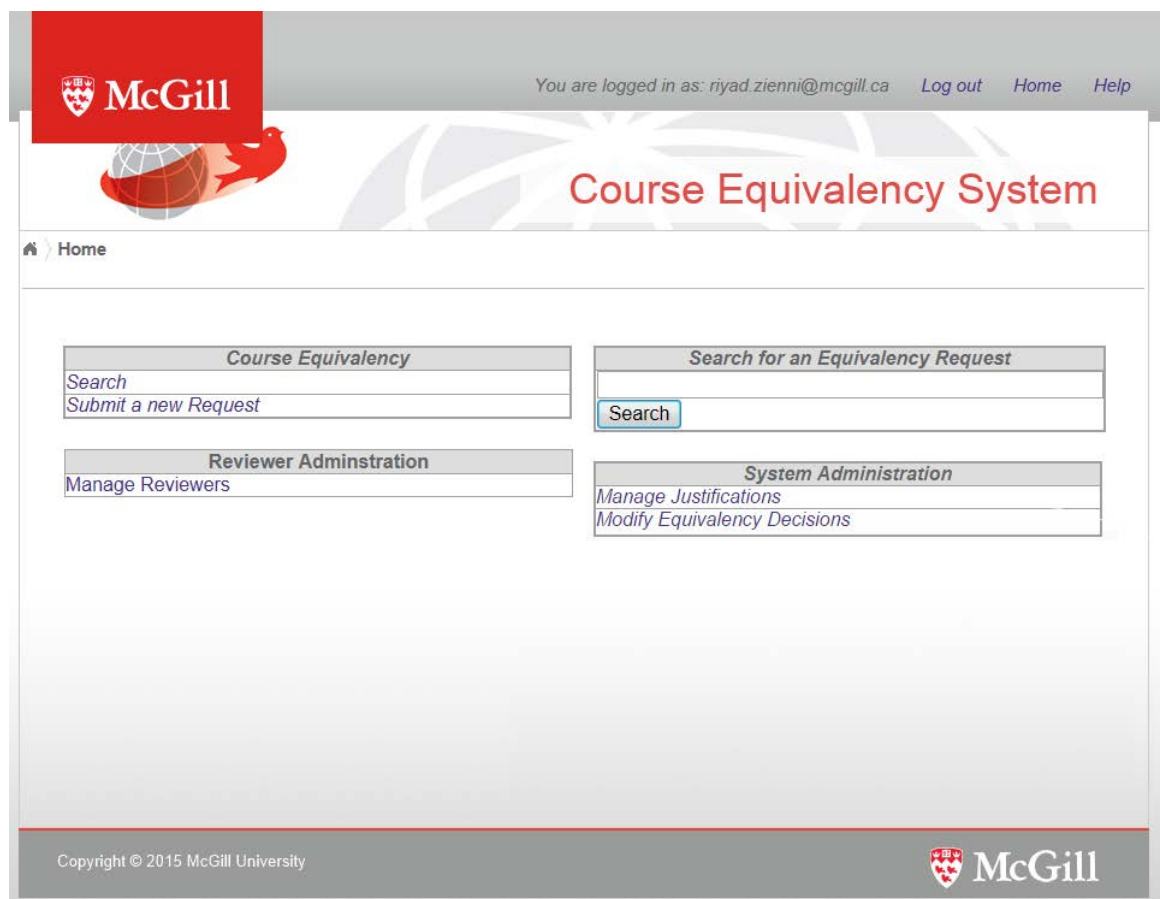 McGill
You are logged in as: riyad.zienni@mcgill.ca Log out Home Help
Course Equivalency System
Home
Course Equivalency
Search
Submit a new Request
Search for an Equivalency Request
Search
Reviewer Adminstration
Manage Reviewers
System Administration
Manage Justifications
Modify Equivalency Decisions
Copyright © 2015 McGill University
McGill